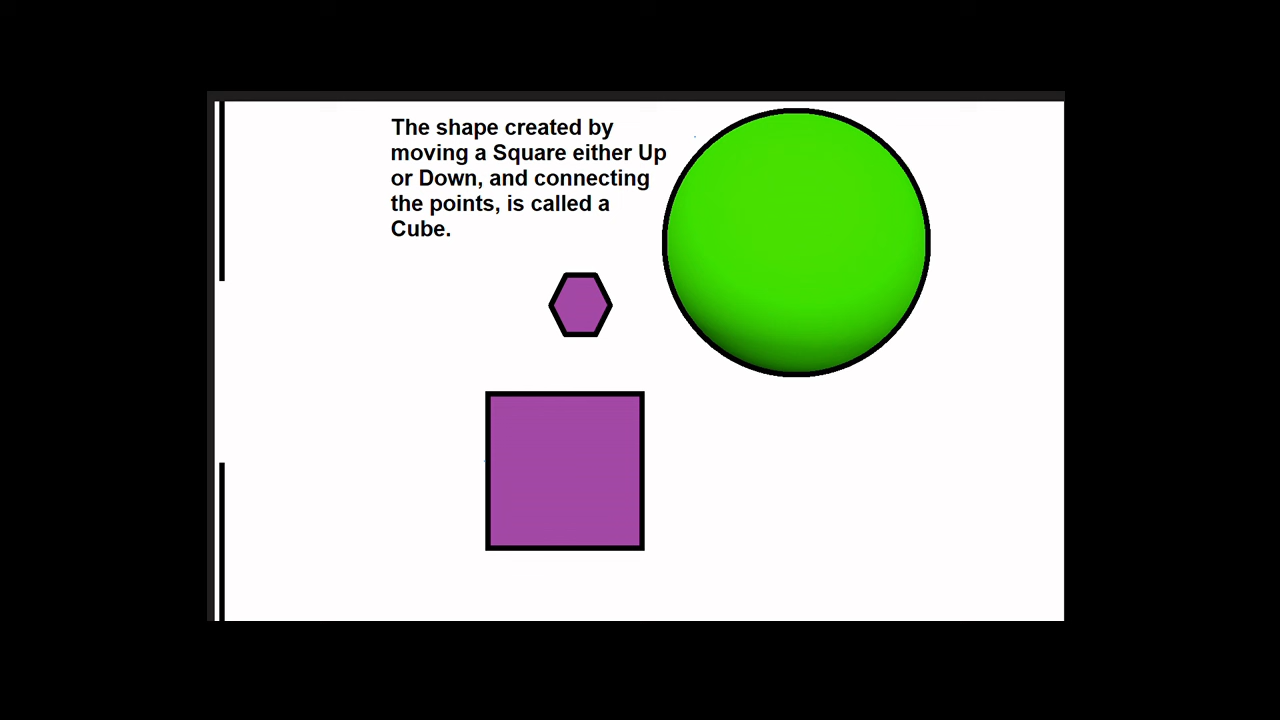 The shape created by
moving a Square either Up
or Down, and connecting
the points, is called a
Cube.